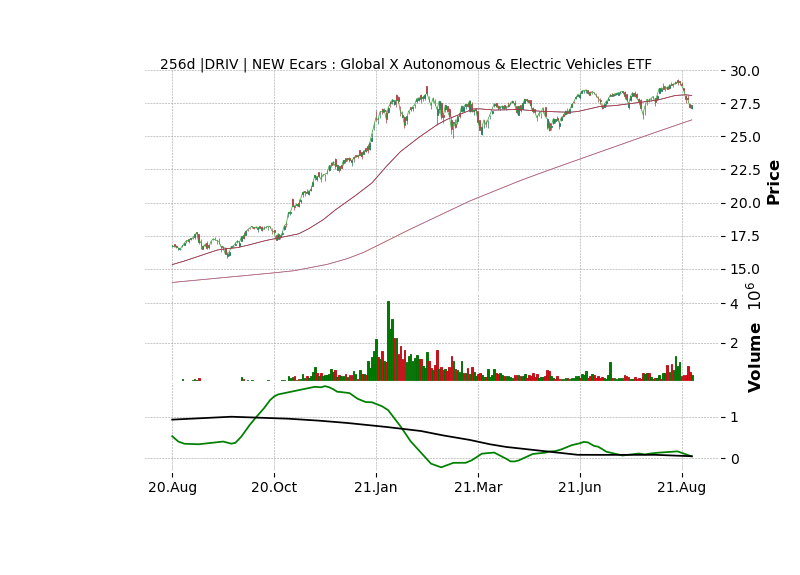 256d |DRIV | NEW Ecars : Global X Autonomous & Electric Vehicles ETF
30.0
27.5
25.0
22.5
20.0
17.5
15.0
Price
4
2
Volume 10^6
1
0
20.Aug 20.Oct 21.Jan 21.Mar 21.Jun 21.Aug